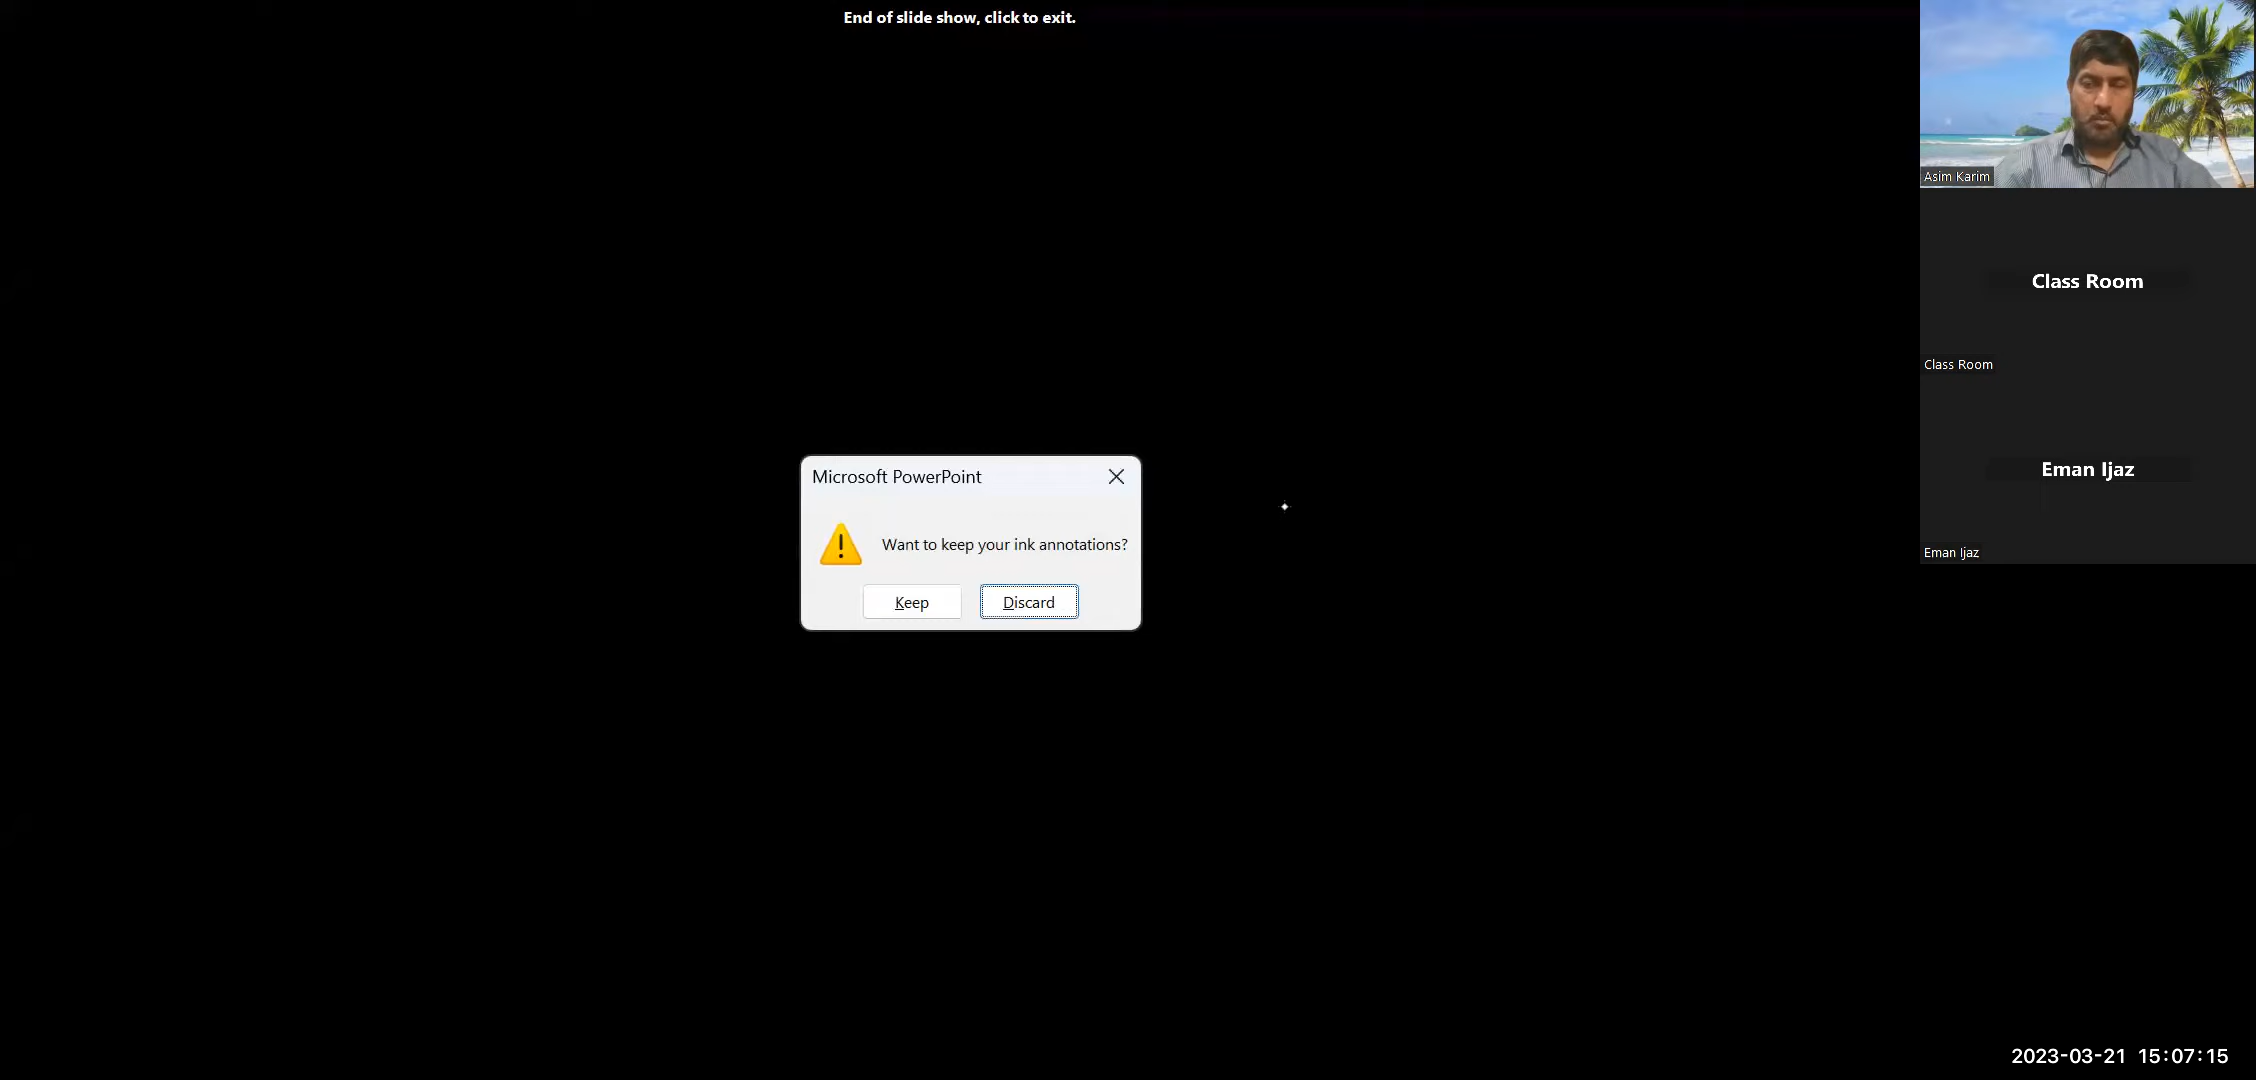 End of slide show, click to exit.
Asim Karim
Class Room
Class Room
Eman Ijaz
Eman Ijaz
Microsoft PowerPoint
Want to keep your ink annotations?
Keep
Discard
2023-03-21 15:07:15